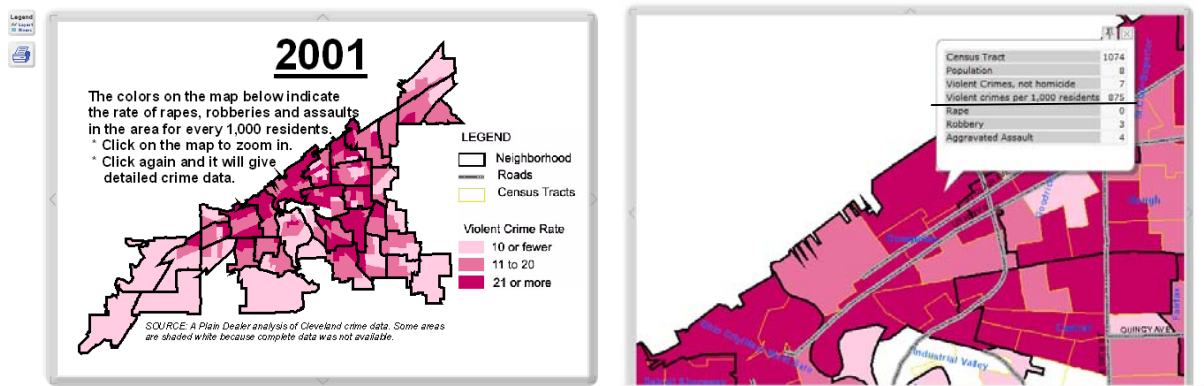 Legend
2001
The colors on the map below indicate
the rate of rapes, robberies and assaults
in the area for every 1,000 residents.
* Click on the map to zoom in.
* Click again and it will give
detailed crime data.
LEGEND
Neighborhood
Roads
Census Tracts
Violent Crime Rate
10 or fewer
11 to 20
21 or more
SOURCE: A Plain Dealer analysis of Cleveland crime data. Some areas
are shaded white because complete data was not available.
Census Tract 1074
Population 8
Violent Crimes, not homicide 7
Violent crimes per 1,000 residents 875
Rape 0
Robbery 3
Aggravated Assault 4
Hough
Downtown
Fairfax
Central
QUINCY AVE
Industrial Valley